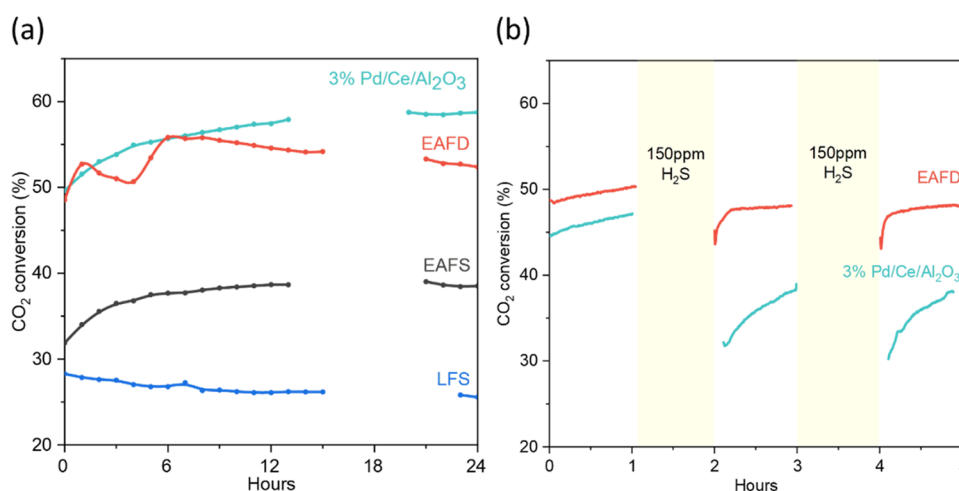 (a)
3% Pd/Ce/Al₂O₃
EAFD
EAFS
LFS
CO₂ conversion (%)
60
50
40
30
20
0
6
12
18
24
Hours
(b)
150ppm
H₂S
150ppm
H₂S
EAFD
3% Pd/Ce/Al₂O₃
CO₂ conversion (%)
60
50
40
30
20
0
1
2
3
4
Hours